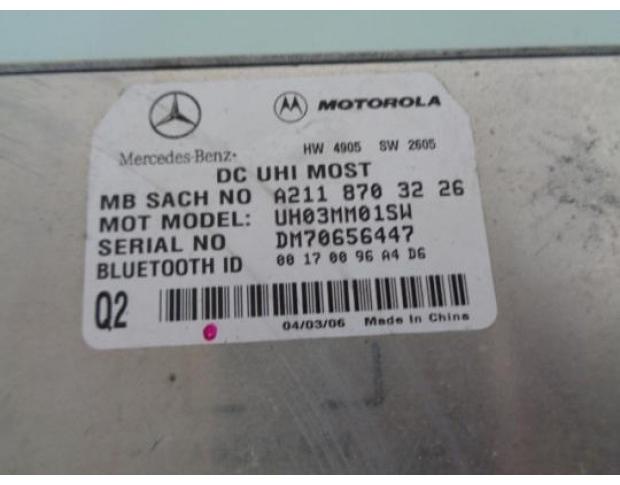 Mercedes-Benz
MOTOROLA
HW 4905 SW 2605
DC UHI MOST
MB SACH NO A211 870 32 26
MOT MODEL: UH03MM01SW
SERIAL NO DM70656447
BLUETOOTH ID 00 17 00 96 A4 D6
Q2
04/03/06 Made In China